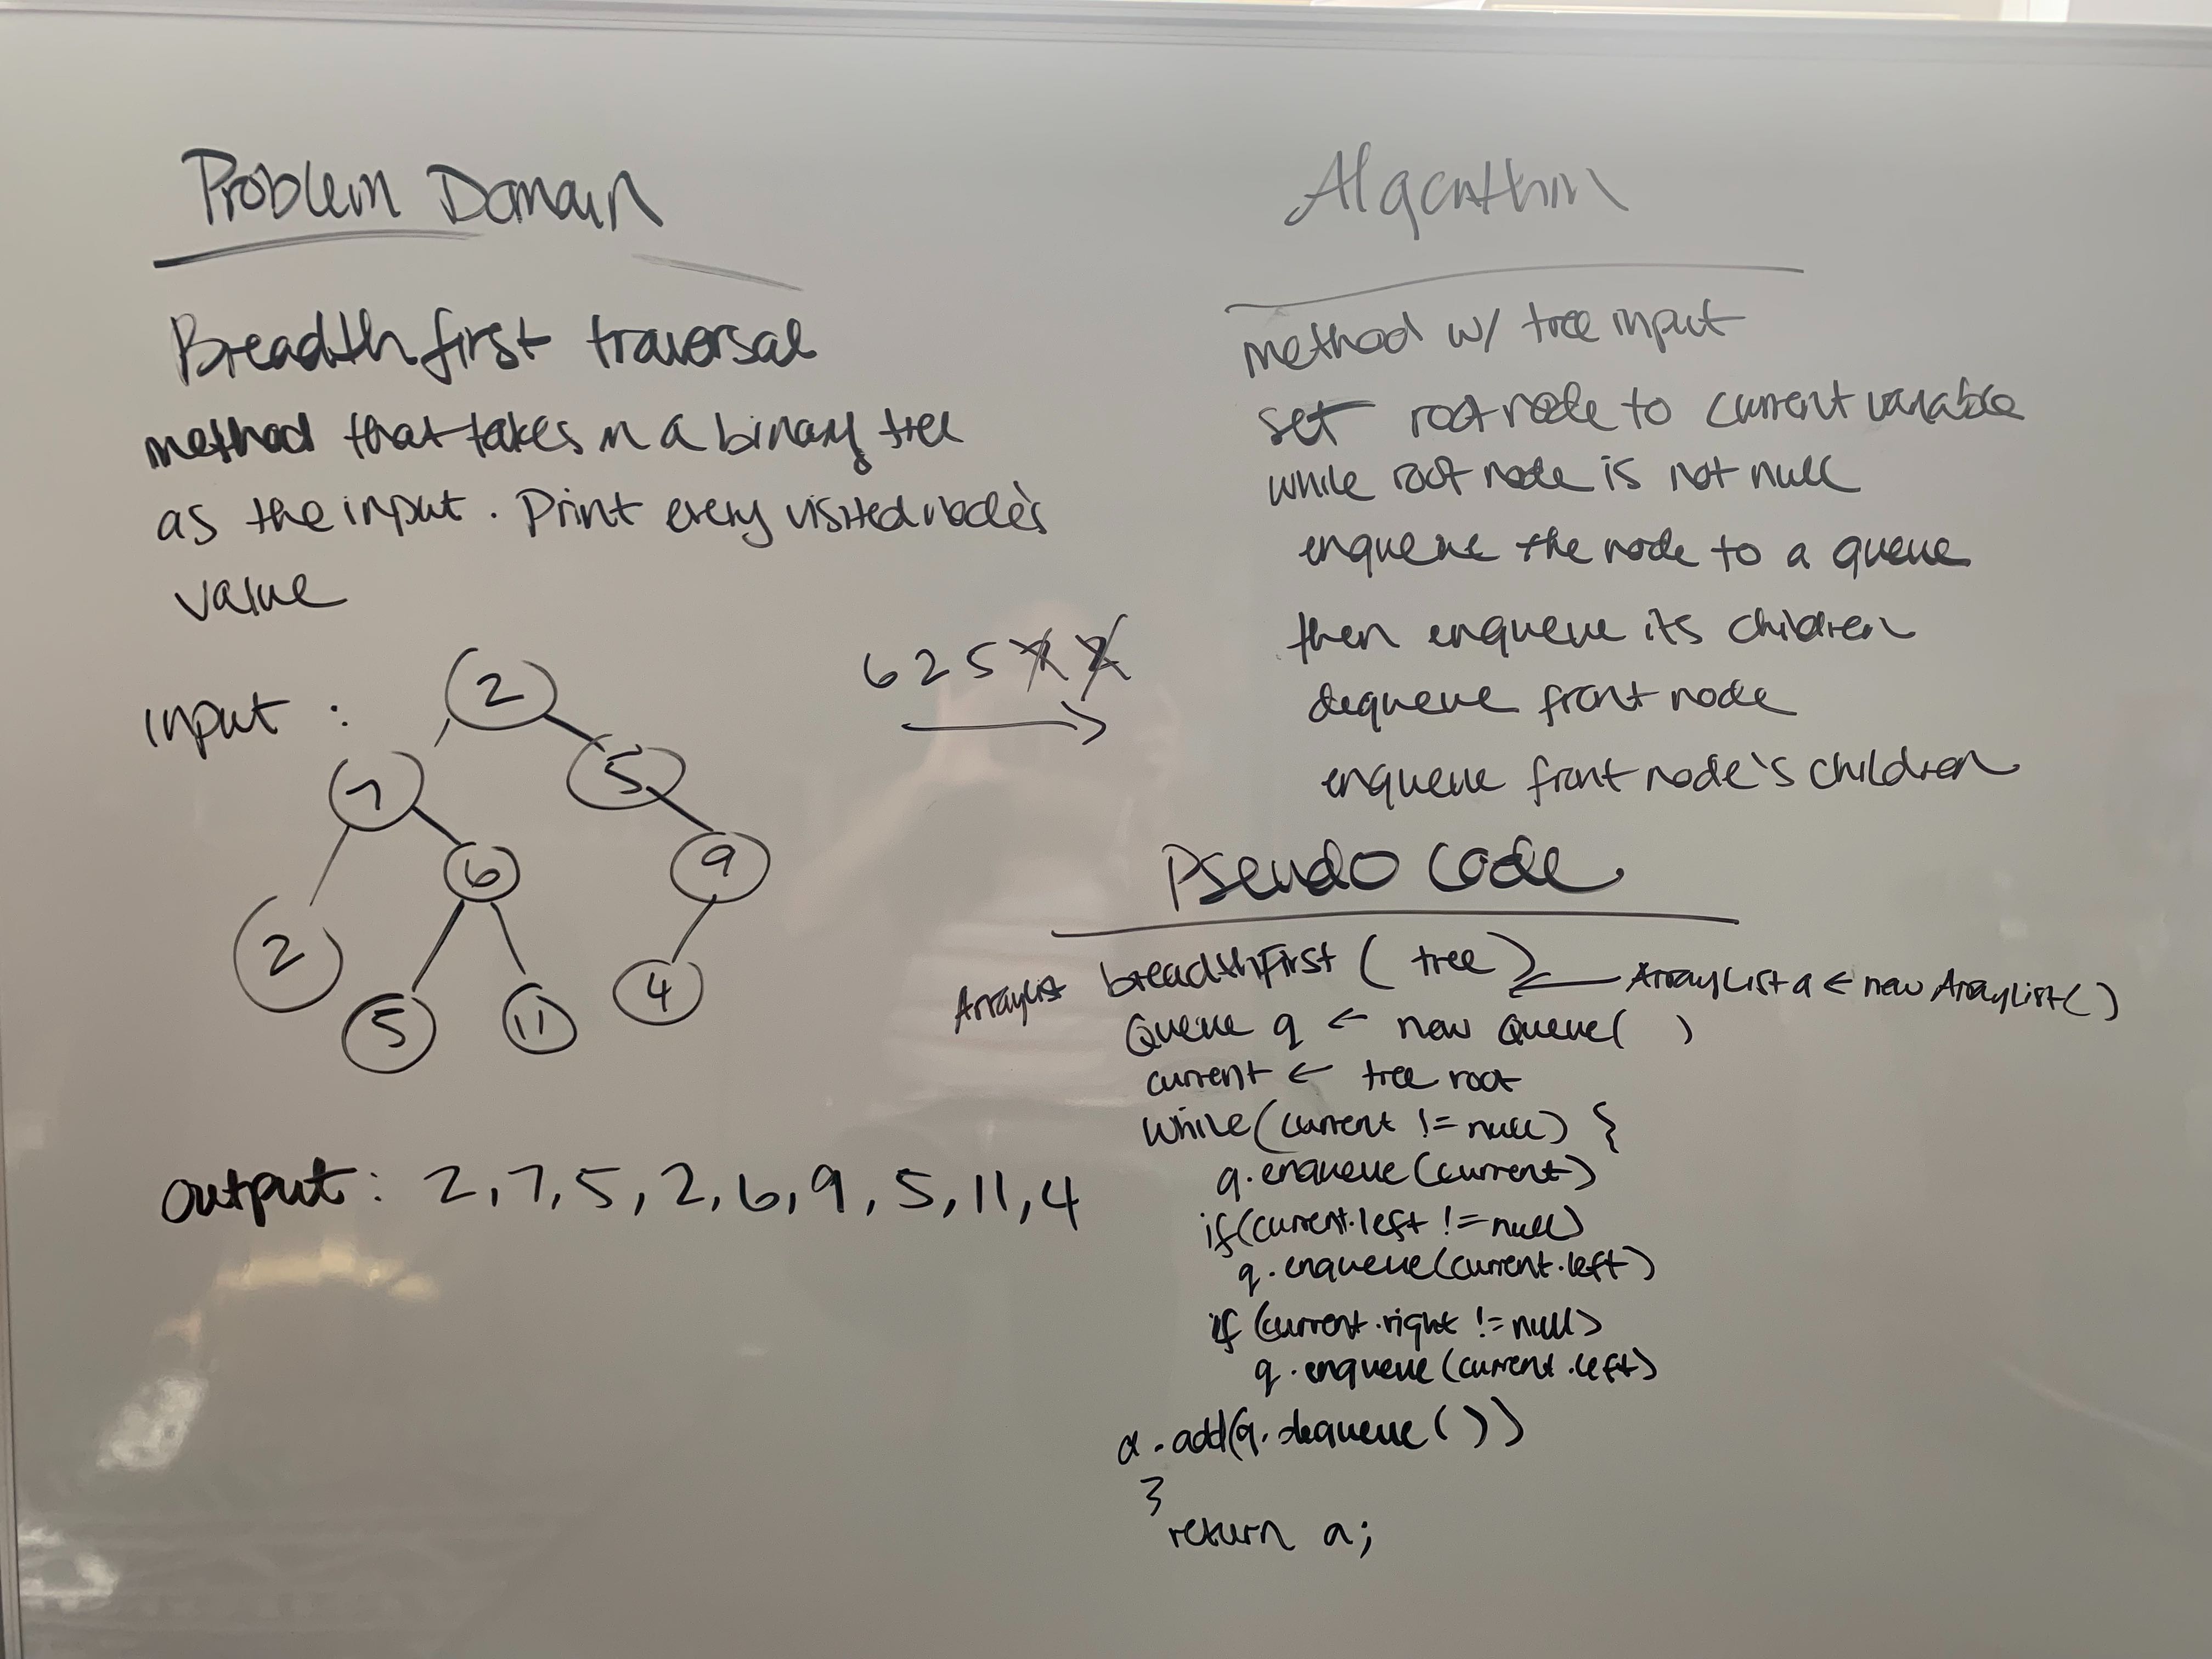 Problem Domain
Breadth first traversal
method that takes in a binary tree
as the input. Print every visited node's
value
input :
2
7
5
6
9
2
5
11
4
6 2 5 7 2
output: 2, 7, 5, 2, 6, 9, 5, 11, 4
Algorithm
method w/ tree input
set root node to current variable
while root node is not null
enqueue the node to a queue
then enqueue its children
dequeue front node
enqueue front node's children
Pseudo Code
ArrayList breadthFirst ( tree ) ArrayList a ← new ArrayList()
Queue q ← new Queue( )
current ← tree root
while(current != null) {
q.enqueue(current)
if(current.left != null)
q.enqueue(current.left)
if (current.right != null)
q.enqueue(current.left)
a.add(q.dequeue())
}
return a;